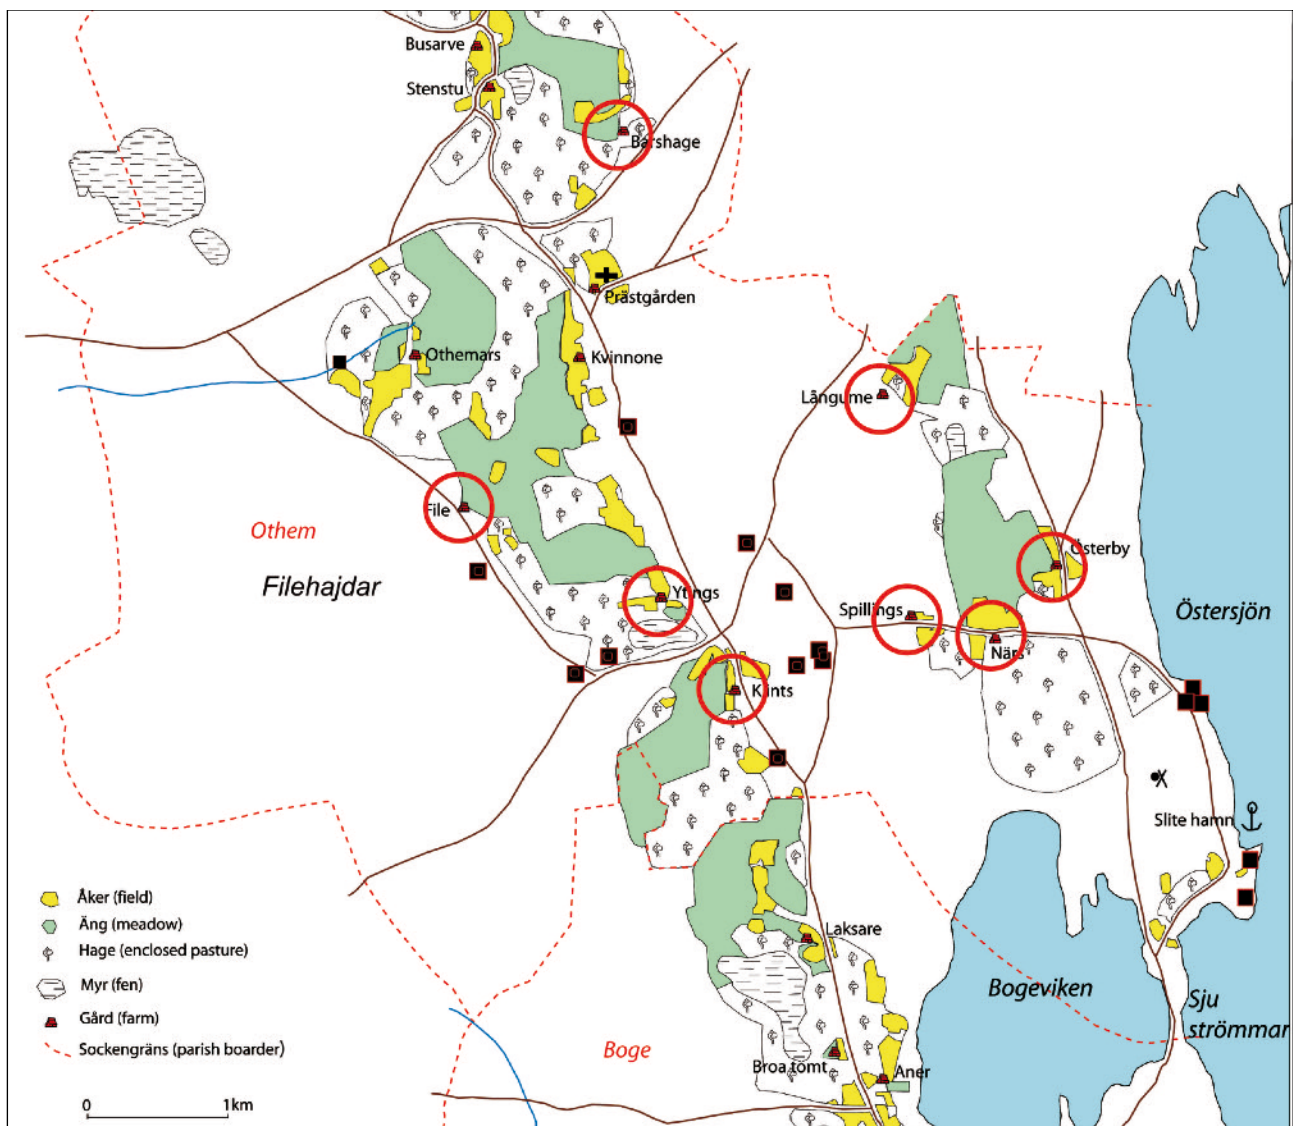 Busarve
Stenstu
Barshage
Prästgården
Othemars
Kvinnone
Långume
File
Othem
Filehajdar
Österby
Ytings
Spillings
Östersjön
Närs
Klints
Slite hamn
Åker (field)
Äng (meadow)
Hage (enclosed pasture)
Myr (fen)
Gård (farm)
Sockengräns (parish boarder)
0 1km
Laksare
Bogeviken
Sju
strömmar
Boge
Broa tomt
Aner